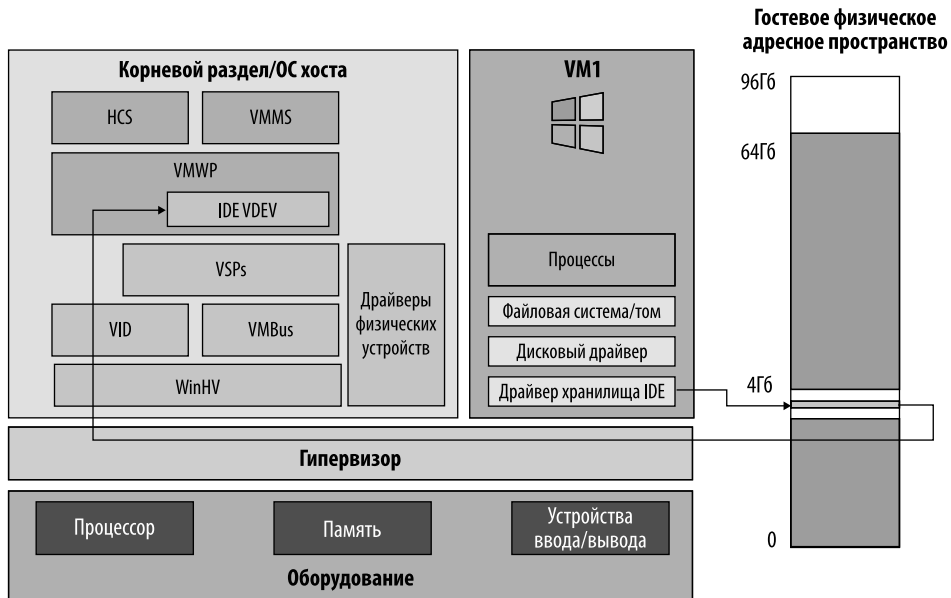 Гостевое физическое
адресное пространство
Корневой раздел/ОС хоста
HCS
VMMS
VMWP
IDE VDEV
VSPs
VID
VMBus
Драйверы
физических
устройств
WinHV
VM1
Процессы
Файловая система/том
Дисковый драйвер
Драйвер хранилища IDE
96Гб
64Гб
4Гб
0
Гипервизор
Процессор
Память
Устройства
ввода/вывода
Оборудование